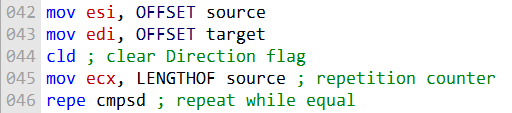 042 mov esi, OFFSET source
043 mov edi, OFFSET target
044 cld ; clear Direction flag
045 mov ecx, LENGTHOF source ; repetition counter
046 repe cmpsd ; repeat while equal